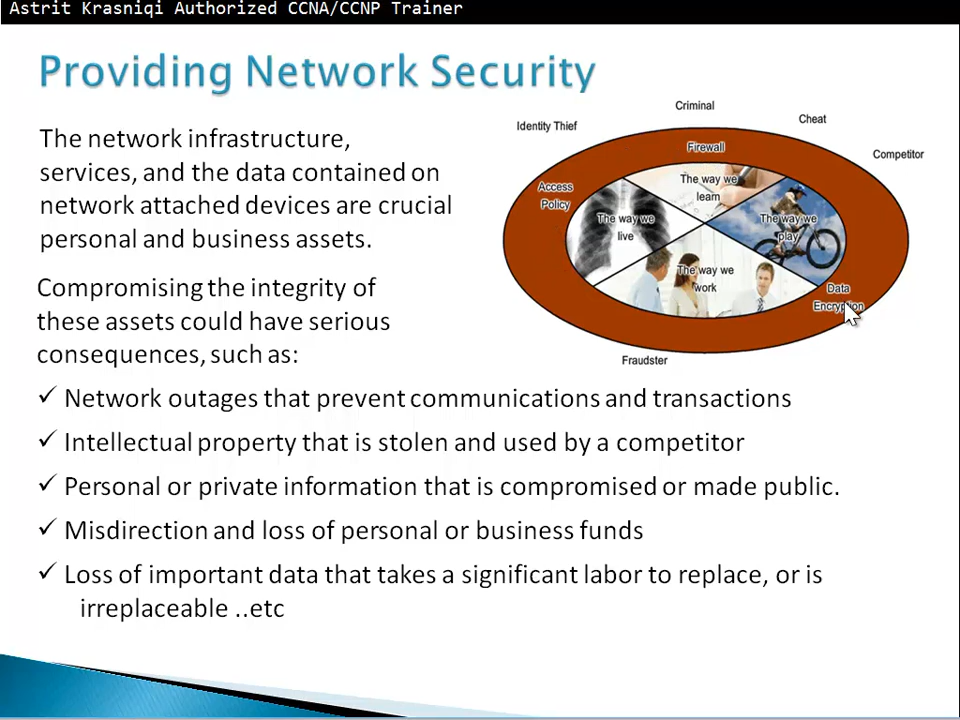 Astrit Krasniqi Authorized CCNA/CCNP Trainer
Providing Network Security
The network infrastructure,
services, and the data contained on
network attached devices are crucial
personal and business assets.
Compromising the integrity of
these assets could have serious
consequences, such as:
✓ Network outages that prevent communications and transactions
✓ Intellectual property that is stolen and used by a competitor
✓ Personal or private information that is compromised or made public.
✓ Misdirection and loss of personal or business funds
✓ Loss of important data that takes a significant labor to replace, or is
irreplaceable ..etc
Criminal
Identity Thief
Cheat
Competitor
Firewall
Access
Policy
The way we
learn
The way we
live
The way we
play
The way we
work
Data
Encryption
Fraudster